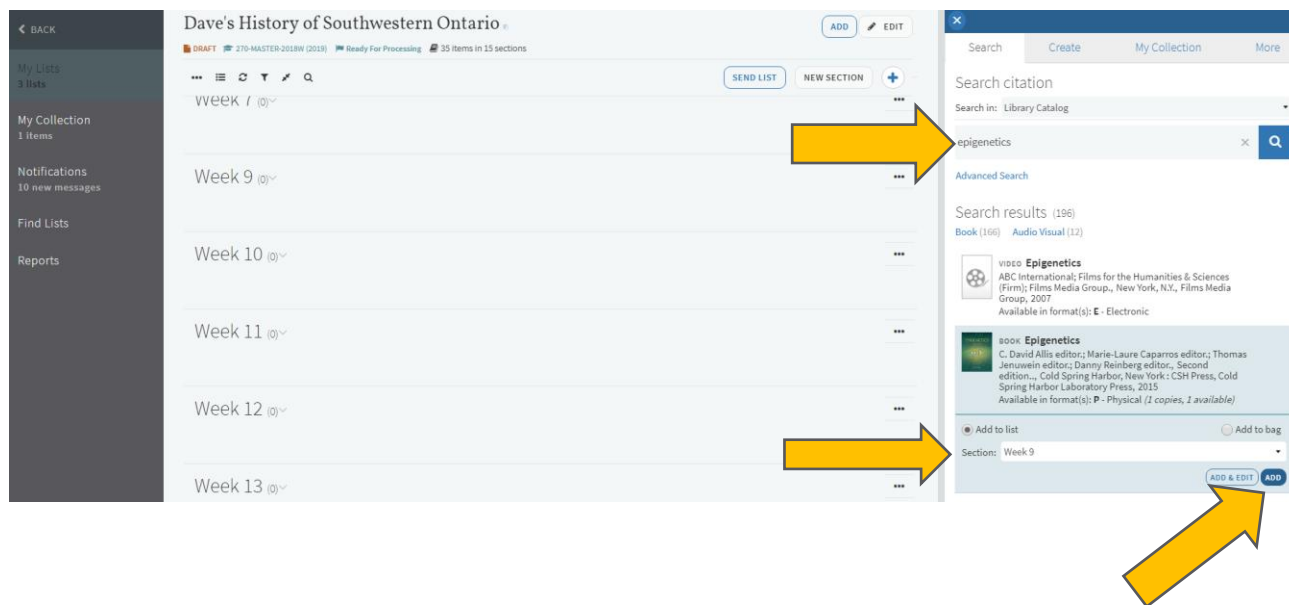 BACK
My Lists
3 lists
My Collection
1 items
Notifications
10 new messages
Find Lists
Reports
Dave's History of Southwestern Ontario
ADD EDIT
DRAFT 270-MASTER-2018W (2019) Ready For Processing 35 items in 15 sections
SEND LIST NEW SECTION +
Week 7 (0)
Week 9 (0)
Week 10 (0)
Week 11 (0)
Week 12 (0)
Week 13 (0)
×
Search Create My Collection More
Search citation
Search in: Library Catalog
epigenetics ×
Advanced Search
Search results (196)
Book (166) Audio Visual (12)
VIDEO Epigenetics
ABC International; Films for the Humanities & Sciences
(Firm); Films Media Group., New York, N.Y., Films Media
Group, 2007
Available in format(s): E - Electronic
BOOK Epigenetics
C. David Allis editor.; Marie-Laure Caparros editor.; Thomas
Jenuwein editor.; Danny Reinberg editor., Second
edition.., Cold Spring Harbor, New York : CSH Press, Cold
Spring Harbor Laboratory Press, 2015
Available in format(s): P - Physical (1 copies, 1 available)
Add to list Add to bag
Section: Week 9
ADD & EDIT ADD